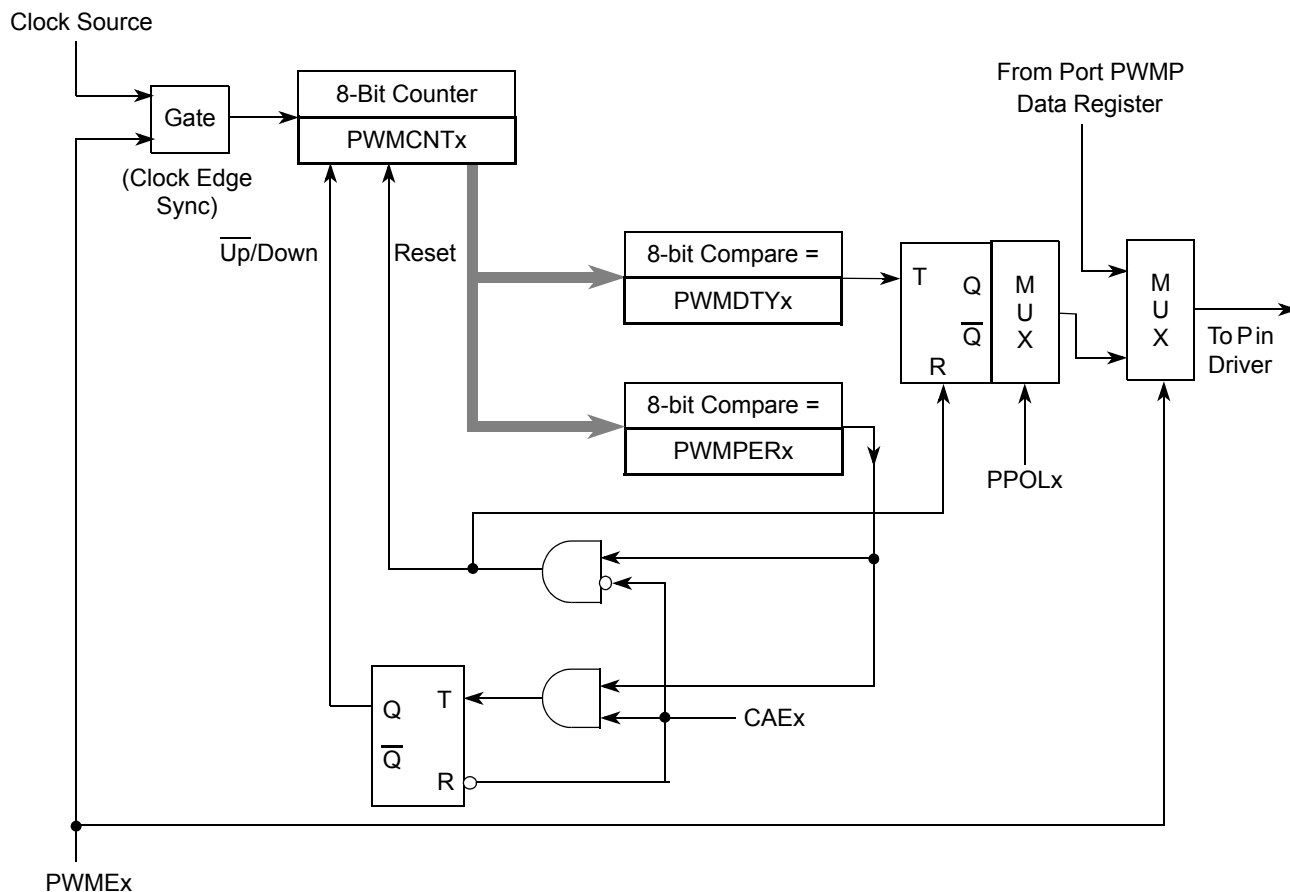 Clock Source
Gate
(Clock Edge
Sync)
8-Bit Counter
PWMCNTx
From Port PWMP
Data Register
U̅p̅/Down
Reset
8-bit Compare =
PWMDTYx
T
Q
Q̅
R
M
U
X
M
U
X
To Pin
Driver
8-bit Compare =
PWMPERx
PPOLx
Q
T
Q̅
R
CAEx
PWMEx